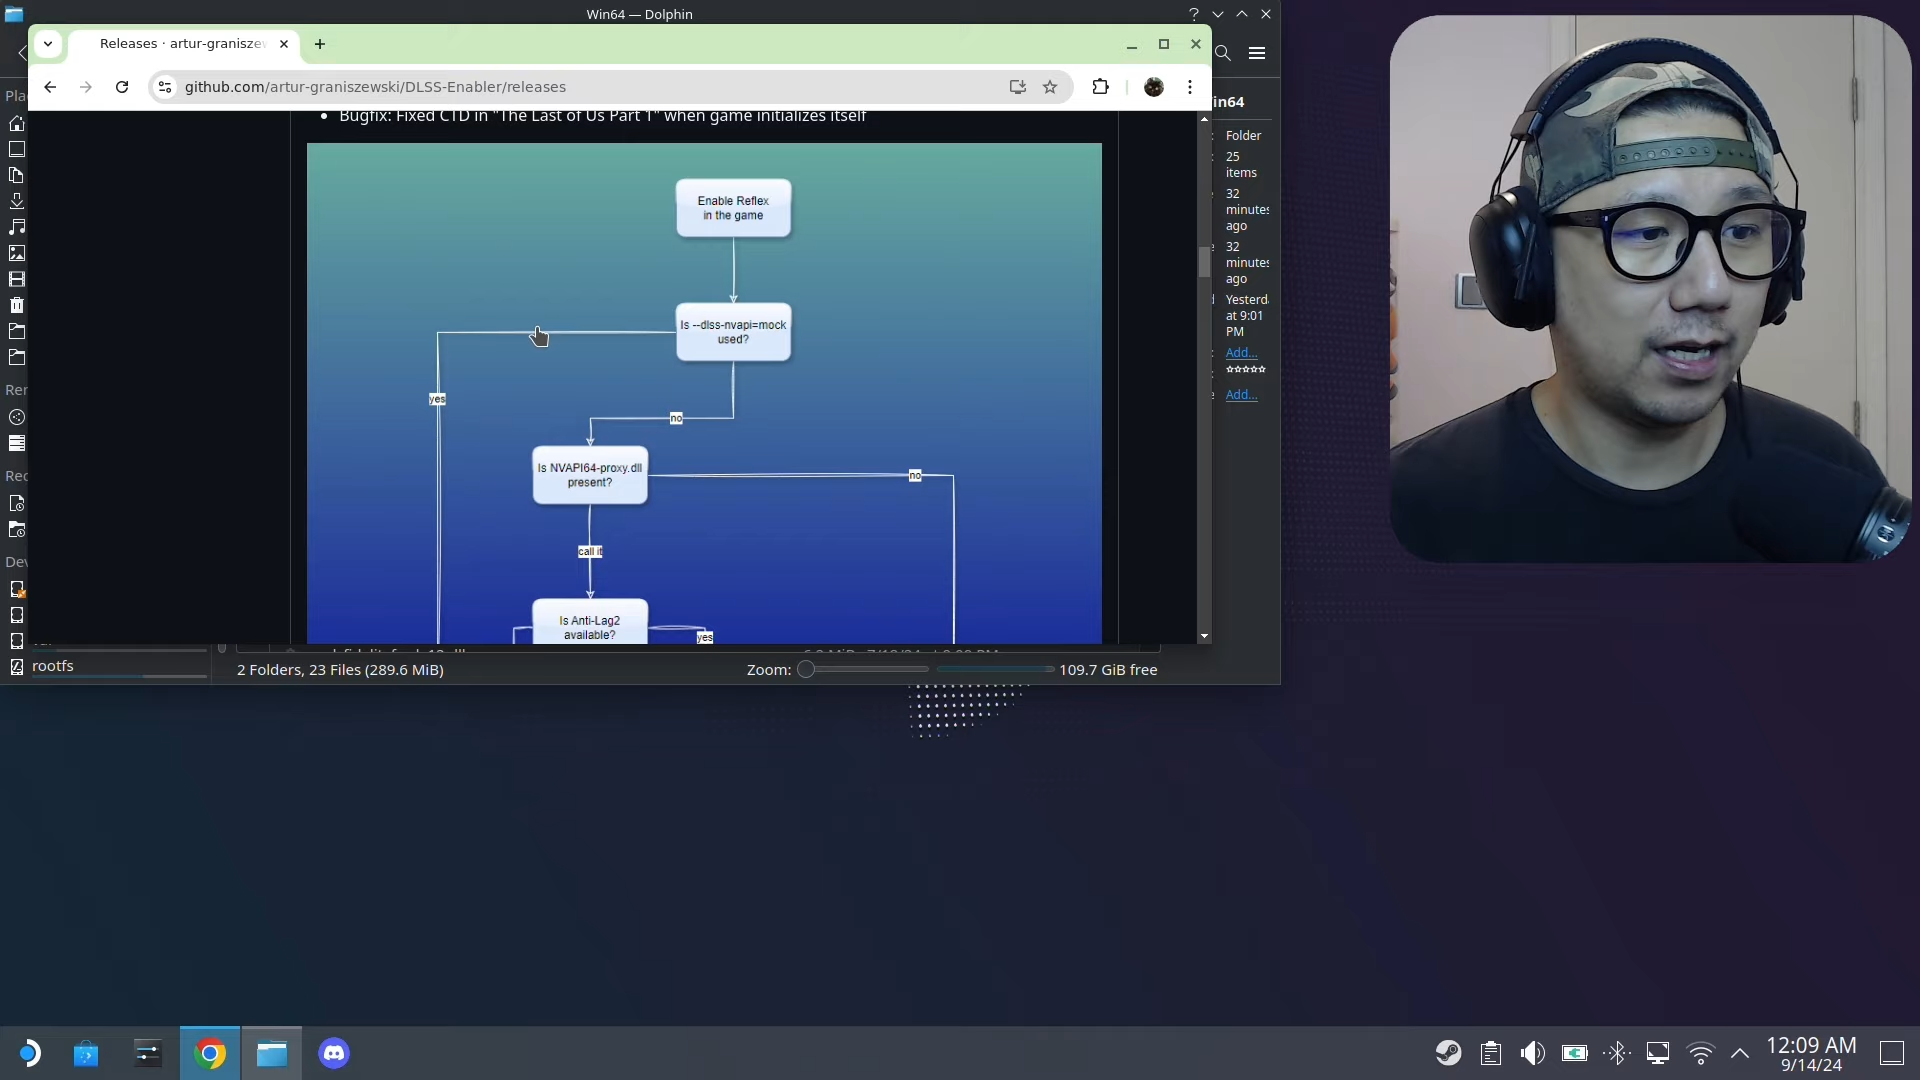 Win64 — Dolphin
Releases · artur-graniszew
github.com/artur-graniszewski/DLSS-Enabler/releases
Pla
in64
Bugfix: Fixed CTD in "The Last of Us Part 1" when game initializes itself
Folder
25
items
32
minutes
ago
32
minutes
ago
Yesterda
at 9:01
PM
Add...
Add...
Enable Reflex
in the game
Is --dlss-nvapi=mock
used?
yes
no
Is NVAPI64-proxy.dll
present?
no
call it
Is Anti-Lag2
available?
yes
Rer
Rec
Dev
rootfs
2 Folders, 23 Files (289.6 MiB)
Zoom:
109.7 GiB free
12:09 AM
9/14/24